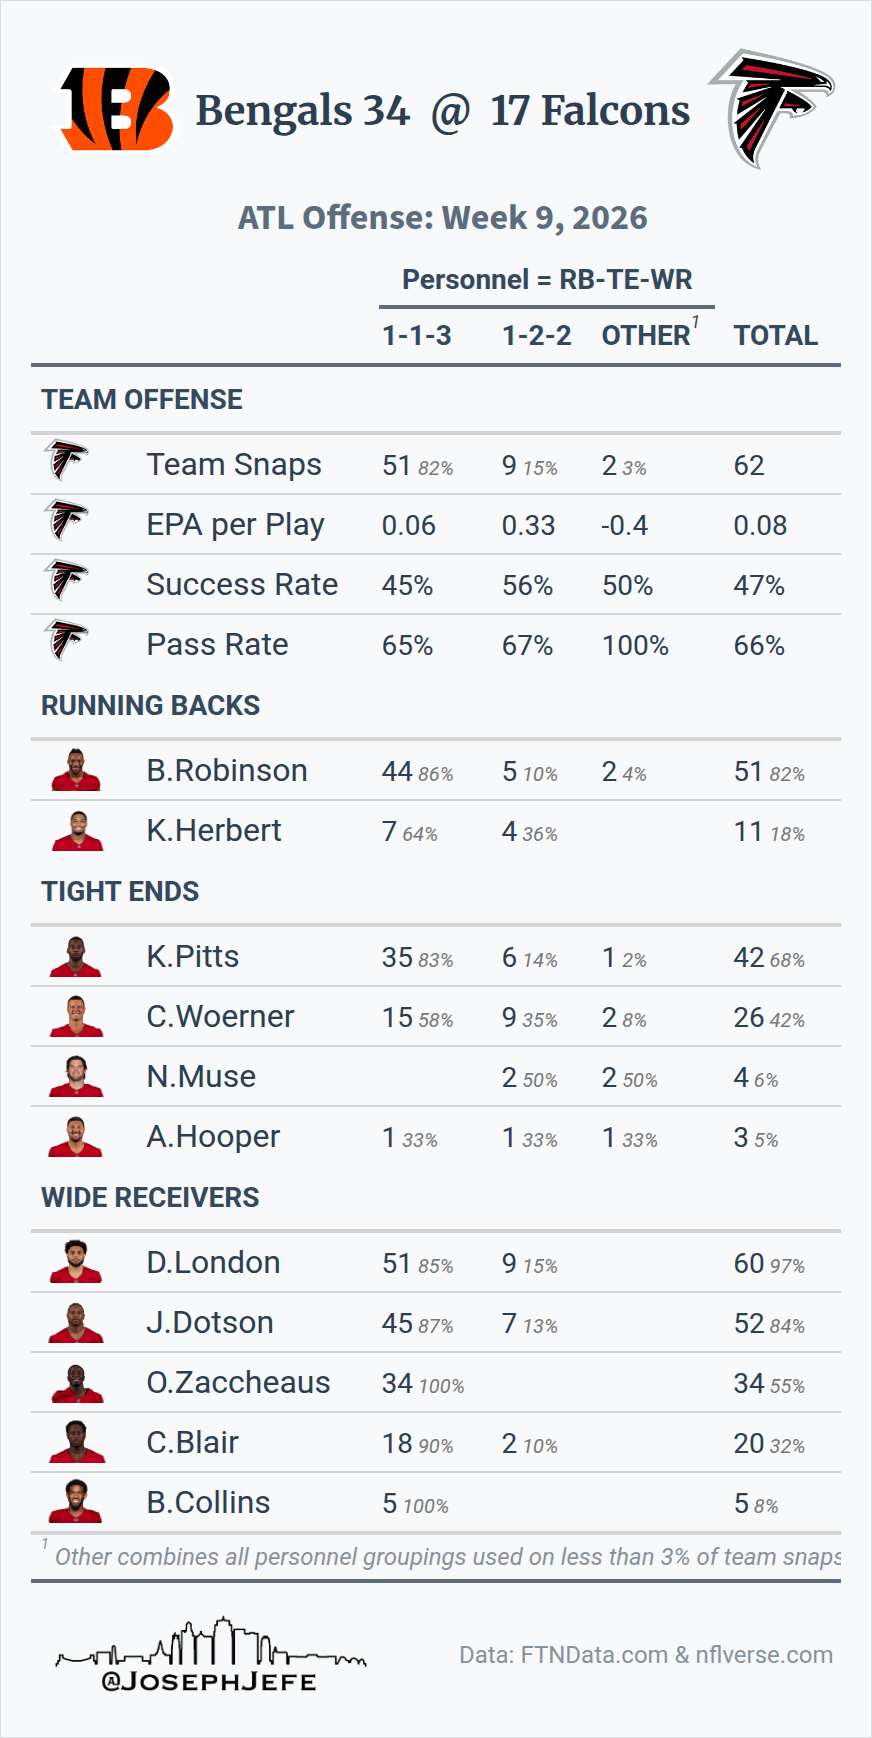 Bengals 34 @ 17 Falcons
ATL Offense: Week 9, 2026
Personnel = RB-TE-WR
1-1-3 1-2-2 OTHER1 TOTAL
TEAM OFFENSE
Team Snaps 51 82% 9 15% 2 3% 62
EPA per Play 0.06 0.33 -0.4 0.08
Success Rate 45% 56% 50% 47%
Pass Rate 65% 67% 100% 66%
RUNNING BACKS
B.Robinson 44 86% 5 10% 2 4% 51 82%
K.Herbert 7 64% 4 36% 11 18%
TIGHT ENDS
K.Pitts 35 83% 6 14% 1 2% 42 68%
C.Woerner 15 58% 9 35% 2 8% 26 42%
N.Muse 2 50% 2 50% 4 6%
A.Hooper 1 33% 1 33% 1 33% 3 5%
WIDE RECEIVERS
D.London 51 85% 9 15% 60 97%
J.Dotson 45 87% 7 13% 52 84%
O.Zaccheaus 34 100% 34 55%
C.Blair 18 90% 2 10% 20 32%
B.Collins 5 100% 5 8%
1 Other combines all personnel groupings used on less than 3% of team snaps
@JosephJefe
Data: FTNData.com & nflverse.com